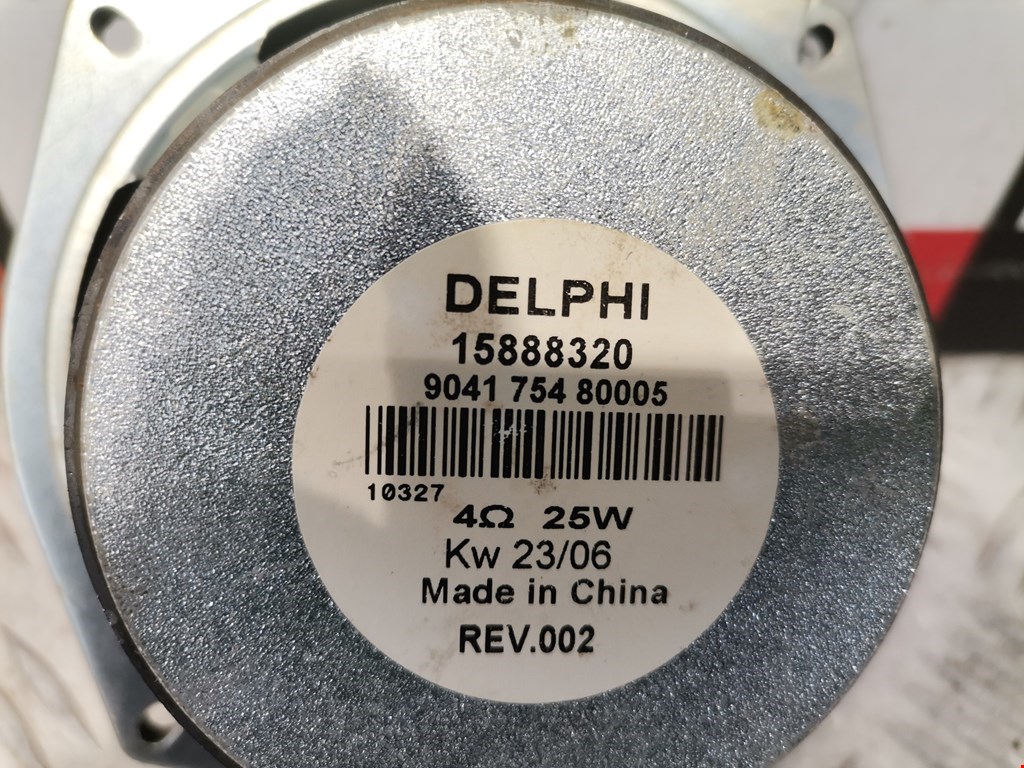 DELPHI
15888320
9041 754 80005
10327
4Ω 25W
Kw 23/06
Made in China
REV.002